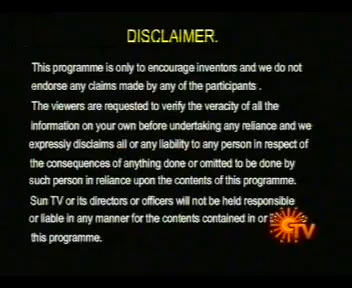 DISCLAIMER.
This programme is only to encourage inventors and we do not
endorse any claims made by any of the participants .
The viewers are requested to verify the veracity of all the
information on your own before undertaking any reliance and we
expressly disclaims all or any liability to any person in respect of
the consequences of anything done or omitted to be done by
such person in reliance upon the contents of this programme.
Sun TV or its directors or officers will not be held responsible
or liable in any manner for the contents contained in or
this programme.
TV